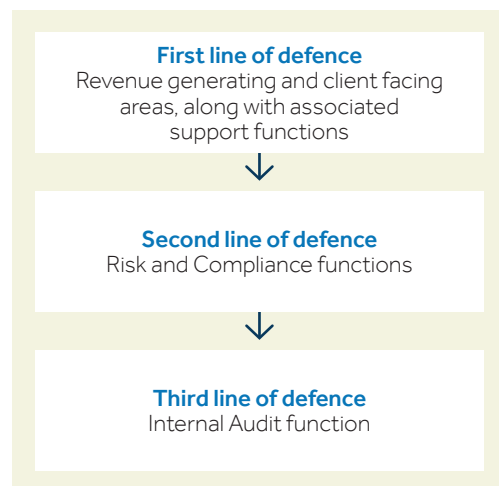 First line of defence
Revenue generating and client facing
areas, along with associated
support functions
Second line of defence
Risk and Compliance functions
Third line of defence
Internal Audit function